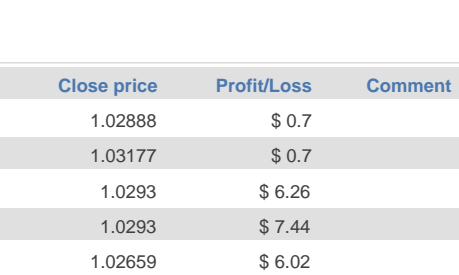 Close price Profit/Loss Comment
1.02888 $ 0.7
1.03177 $ 0.7
1.0293 $ 6.26
1.0293 $ 7.44
1.02659 $ 6.02